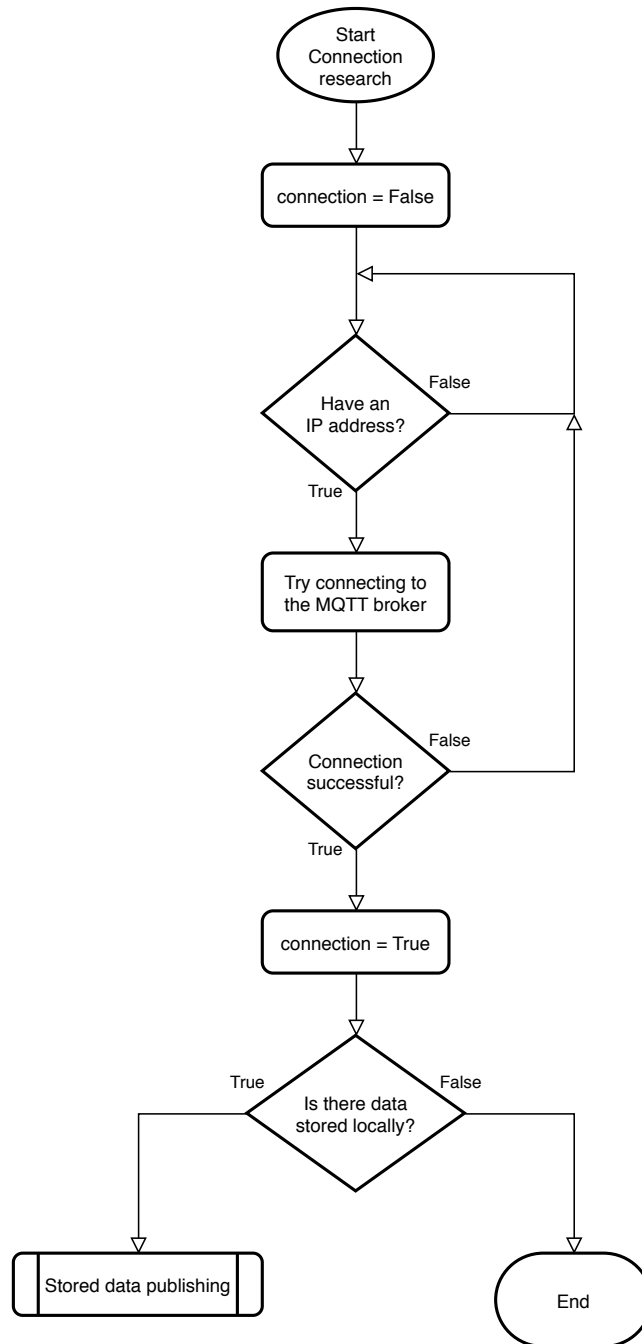 Start
Connection
research
connection = False
False
Have an
IP address?
True
Try connecting to
the MQTT broker
False
Connection
successful?
True
connection = True
True
False
Is there data
stored locally?
Stored data publishing
End